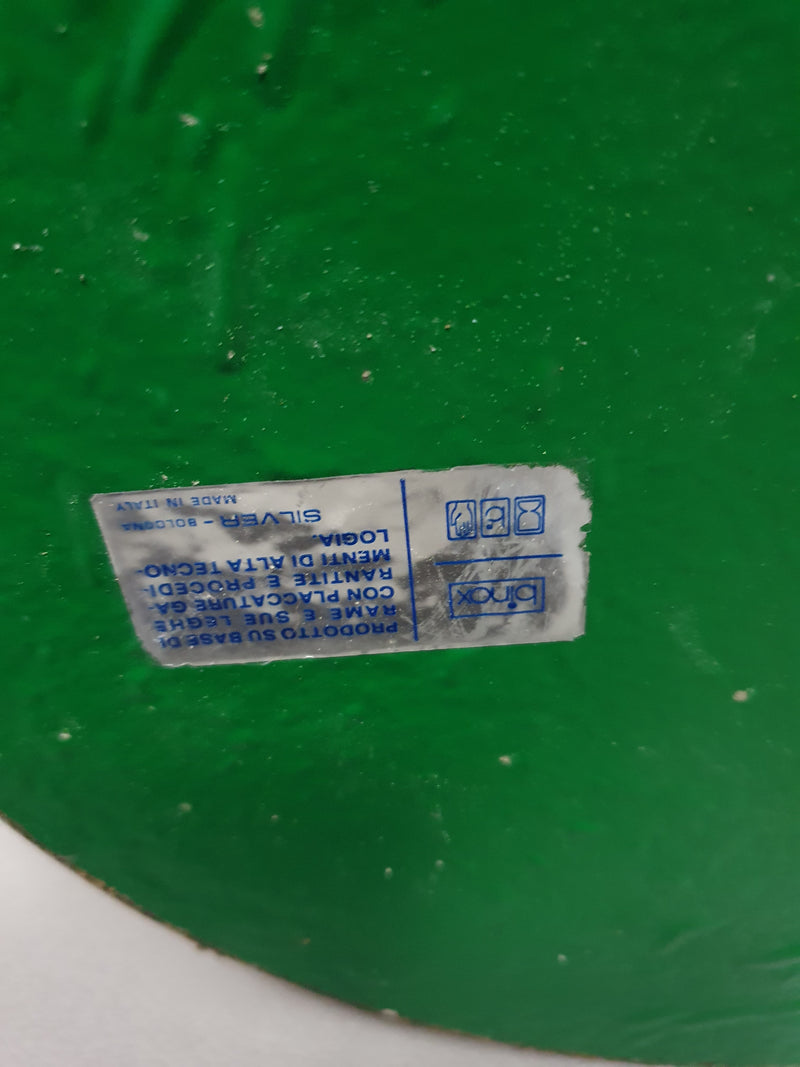 binox
b
PRODOTTO SU BASE DI
RAME E SUE LEGHE
CON PLACCATURE GA-
RANTITE E PROCEDI-
MENTI DI ALTA TECNO-
LOGIA.
SILVER - BOLOGNA
MADE IN ITALY